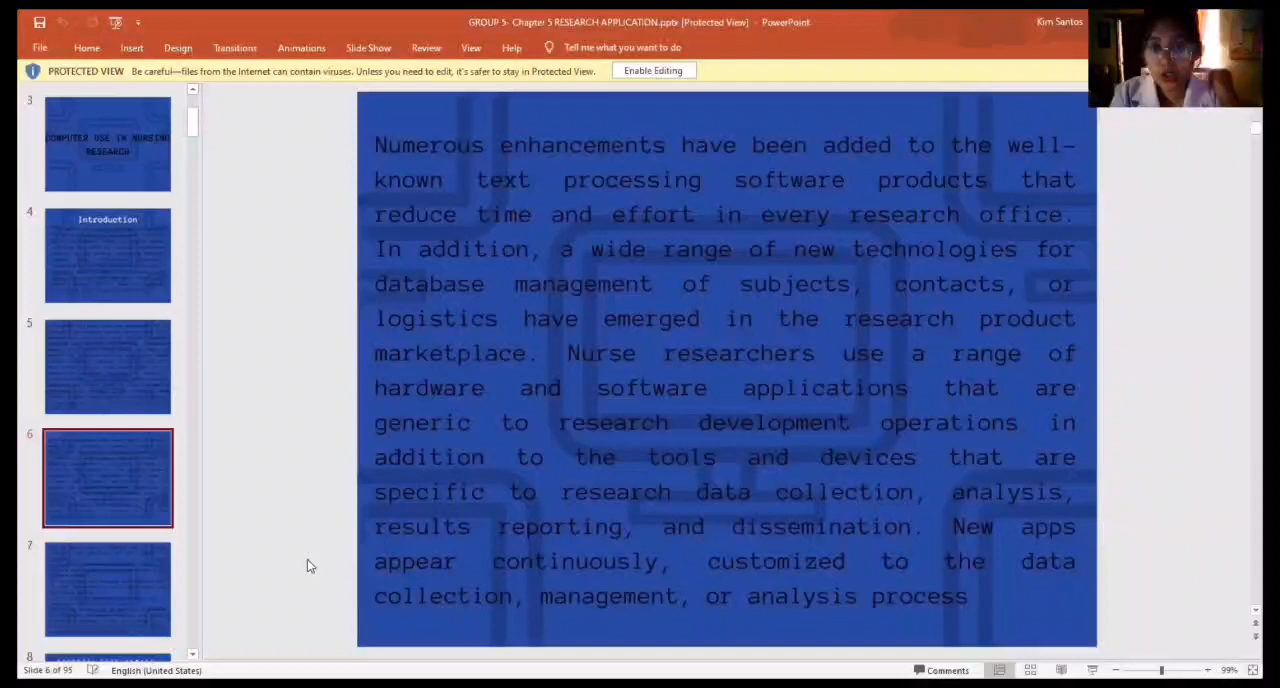 GROUP 5- Chapter 5 RESEARCH APPLICATION.pptx [Protected View] - PowerPoint
Kim Santos
File Home Insert Design Transitions Animations Slide Show Review View Help Tell me what you want to do
PROTECTED VIEW Be careful—files from the Internet can contain viruses. Unless you need to edit, it's safer to stay in Protected View. Enable Editing
3
COMPUTER USE IN NURSING
RESEARCH
4
Introduction
5
6
7
8
Numerous enhancements have been added to the well-
known text processing software products that
reduce time and effort in every research office.
In addition, a wide range of new technologies for
database management of subjects, contacts, or
logistics have emerged in the research product
marketplace. Nurse researchers use a range of
hardware and software applications that are
generic to research development operations in
addition to the tools and devices that are
specific to research data collection, analysis,
results reporting, and dissemination. New apps
appear continuously, customized to the data
collection, management, or analysis process
Slide 6 of 95 English (United States) Comments 99%